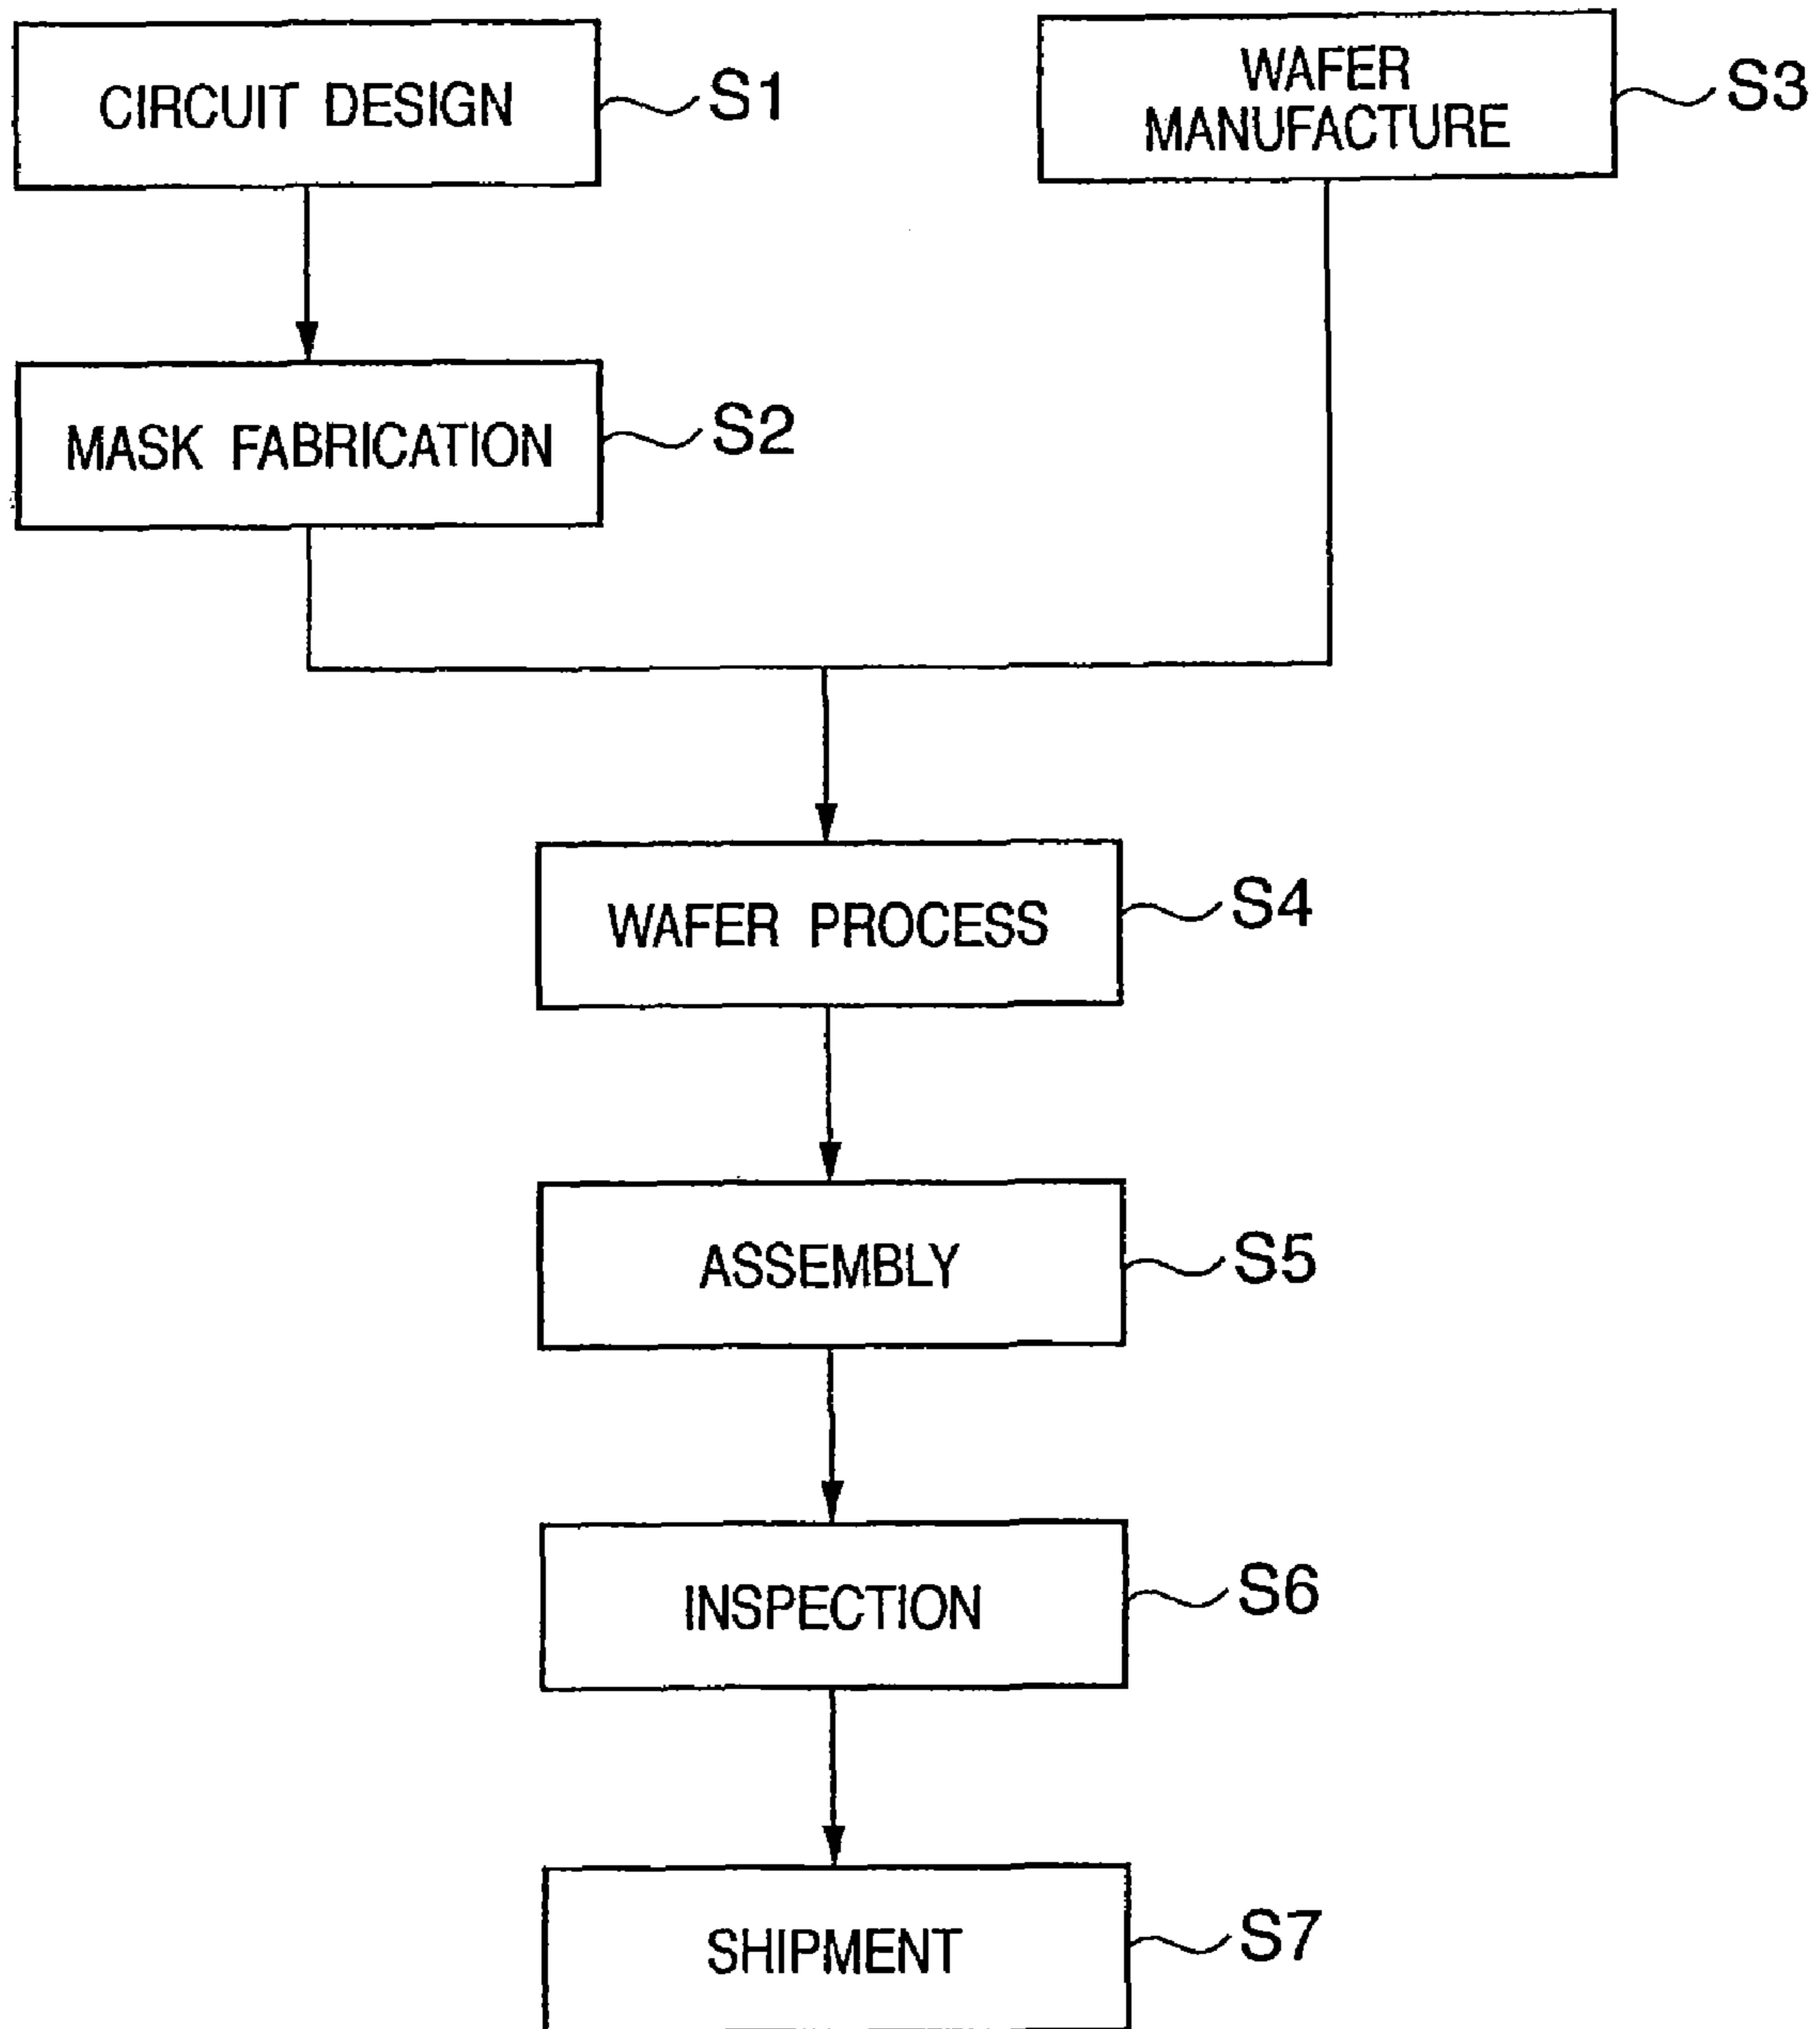 CIRCUIT DESIGN
S1
WAFER
MANUFACTURE
S3
MASK FABRICATION
S2
WAFER PROCESS
S4
ASSEMBLY
S5
INSPECTION
S6
SHIPMENT
S7